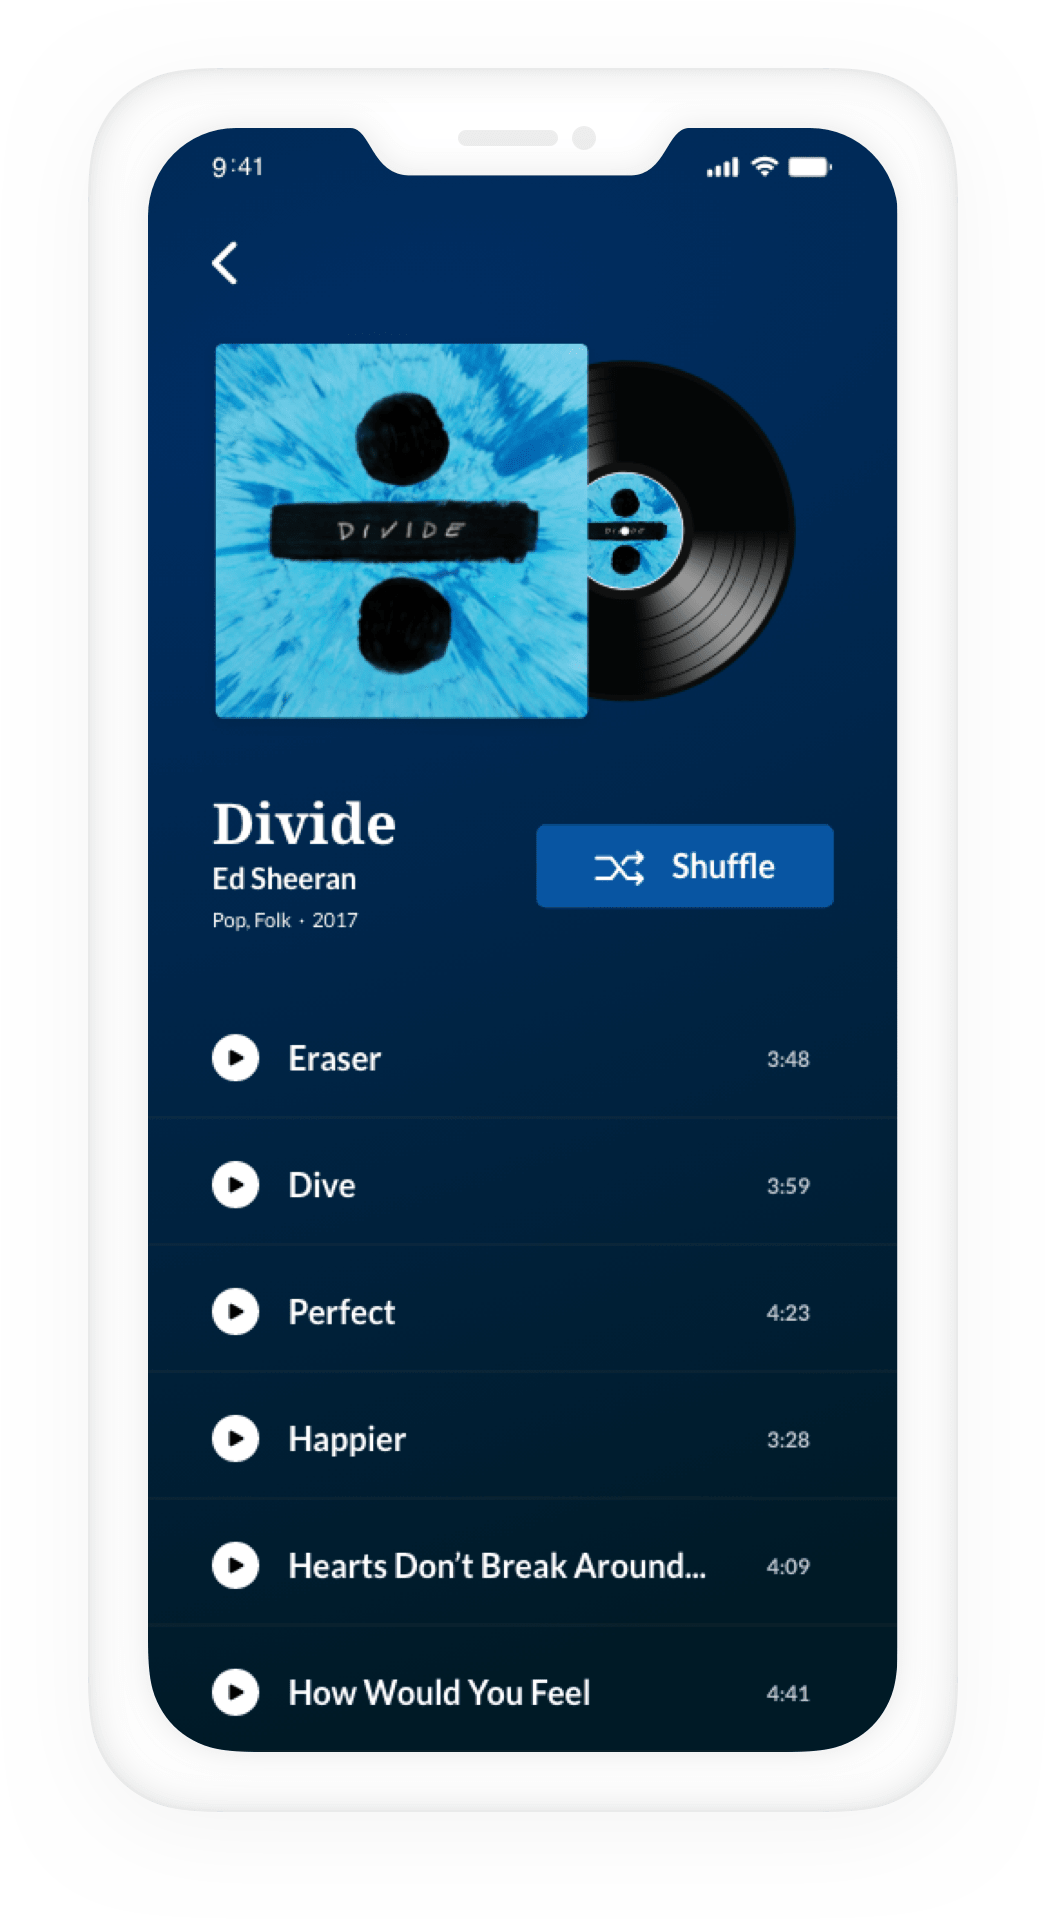 9:41
DIVIDE
Divide
Ed Sheeran
Pop, Folk · 2017
Shuffle
Eraser 3:48
Dive 3:59
Perfect 4:23
Happier 3:28
Hearts Don’t Break Around... 4:09
How Would You Feel 4:41